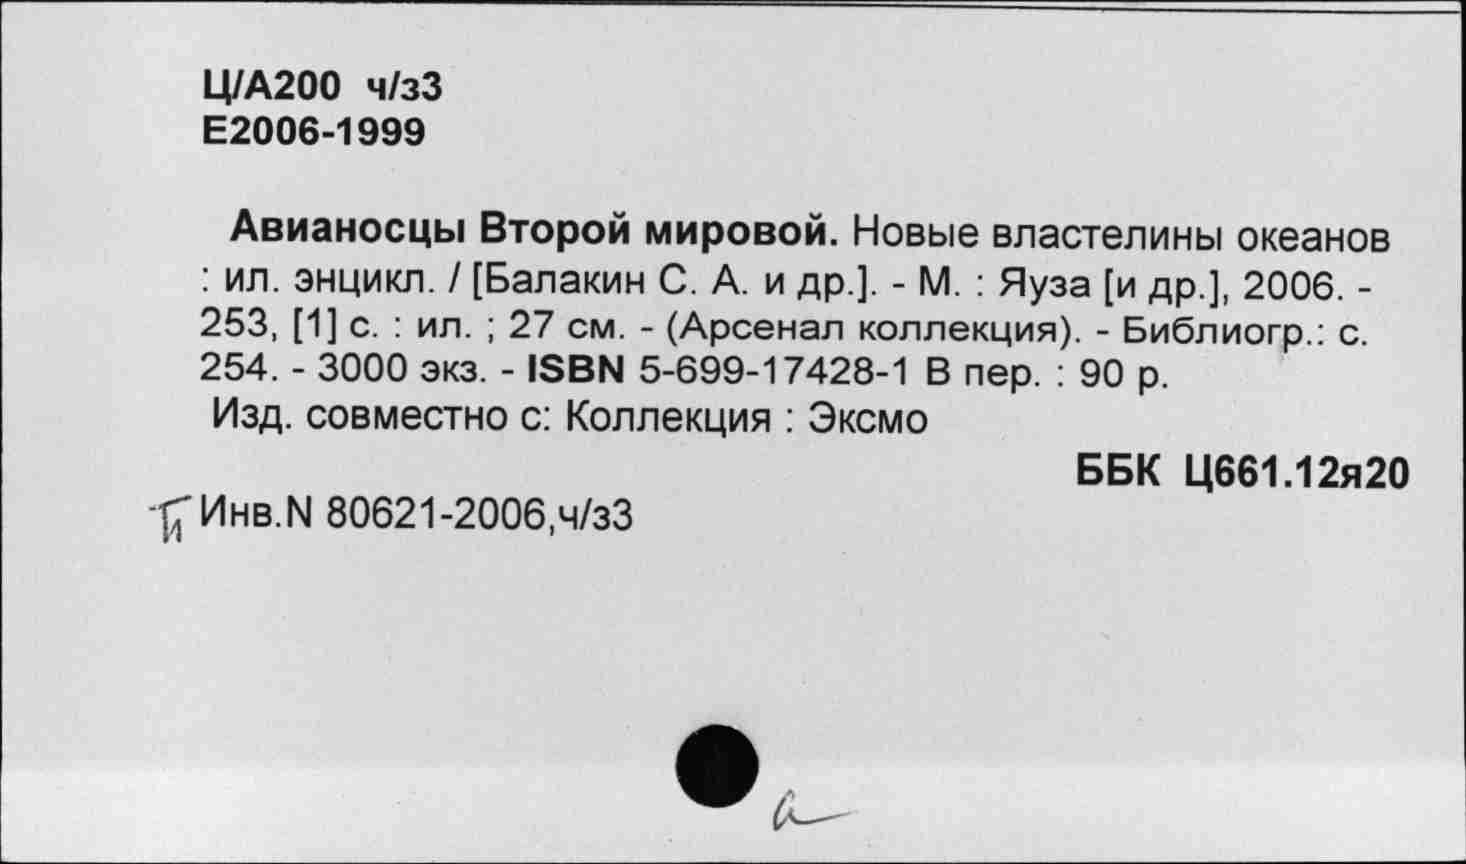 Ц/А200 ч/з3
Е2006-1999
Авианосцы Второй мировой. Новые властелины океанов
: ил. энцикл. / [Балакин С. А. и др.]. - М. : Яуза [и др.], 2006. -
253, [1] с. : ил. ; 27 см. - (Арсенал коллекция). - Библиогр.: с.
254. - 3000 экз. - ISBN 5-699-17428-1 В пер. : 90 р.
Изд. совместно с: Коллекция : Эксмо
ББК Ц661.12я20
Инв.N 80621-2006,ч/з3